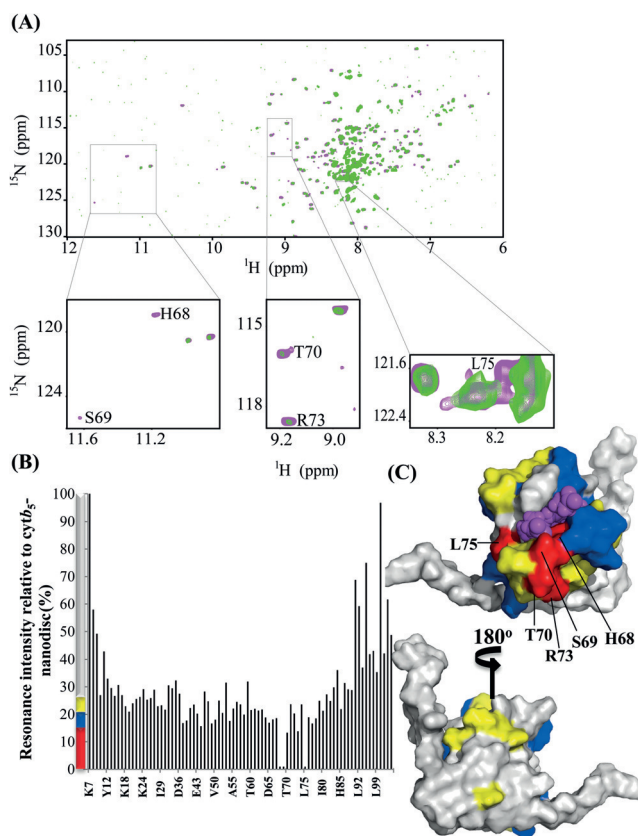 (A)
105
110
115
120
125
130
¹⁵N (ppm)
12 11 10 9 8 7 6
¹H (ppm)
120
124
¹⁵N (ppm)
H68
S69
11.6 11.2
115
118
T70
R73
9.2 9.0
121.6
122.4
L75
8.3 8.2
¹H (ppm)
(B)
Resonance intensity relative to cytb₅-
nanodisc(%)
100
90
80
70
60
50
40
30
20
10
0
K7 Y12 K18 K24 I29 D36 E43 V50 A55 T60 D65 T70 L75 I80 H85 L92 L99
(C)
L75
T70
R73
S69
H68
180º